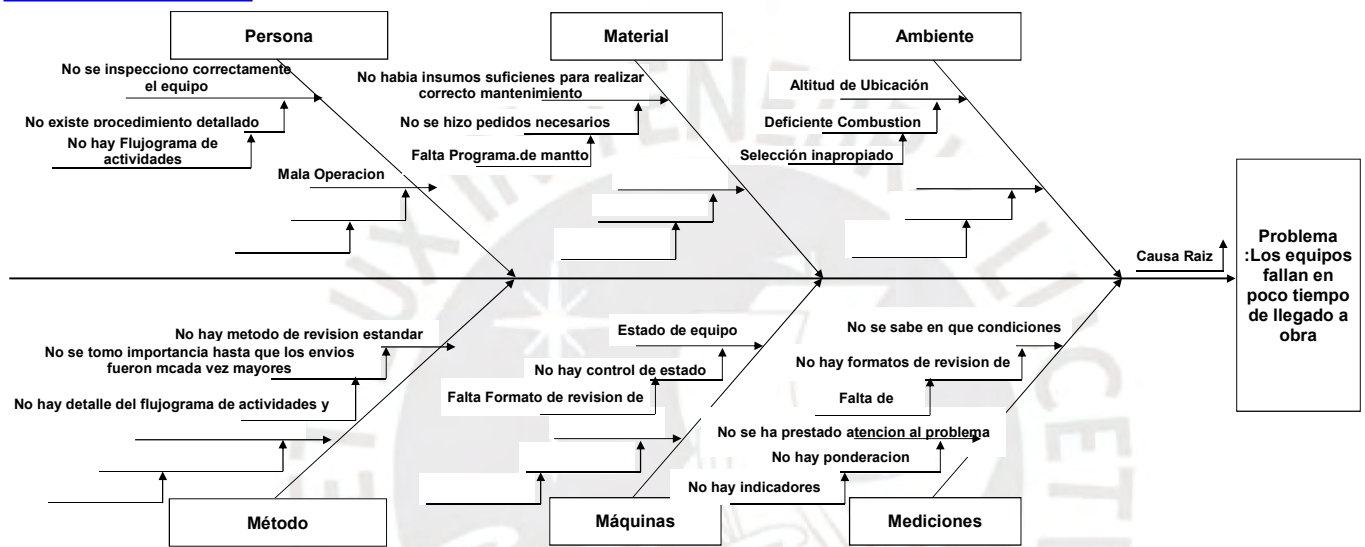 Persona
Material
Ambiente
No se inspecciono correctamente
el equipo
No existe procedimiento detallado
No hay Flujograma de
actividades
Mala Operacion
No habia insumos suficienes para realizar
correcto mantenimiento
No se hizo pedidos necesarios
Falta Programa.de mantto
Altitud de Ubicación
Deficiente Combustion
Selección inapropiado
Causa Raiz
Problema
:Los equipos
fallan en
poco tiempo
de llegado a
obra
No hay metodo de revision estandar
No se tomo importancia hasta que los envios
fueron mcada vez mayores
No hay detalle del flujograma de actividades y
Estado de equipo
No hay control de estado
Falta Formato de revision de
No se sabe en que condiciones
No hay formatos de revision de
Falta de
No se ha prestado atencion al problema
No hay ponderacion
No hay indicadores
Método
Máquinas
Mediciones
ET LUX IN TENEBRIS LUCET